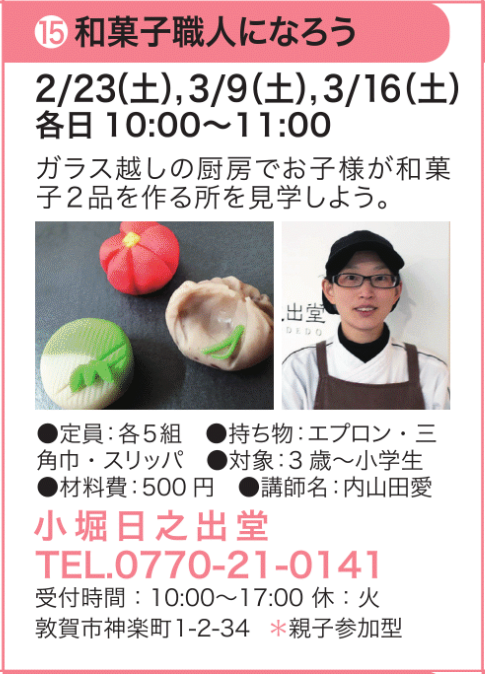 ⑮和菓子職人になろう
2/23(土),3/9(土),3/16(土)
各日 10:00〜11:00
ガラス越しの厨房でお子様が和菓
子2品を作る所を見学しよう。
出堂
DEDO
●定員：各5組　●持ち物：エプロン・三
角巾・スリッパ　●対象：3歳〜小学生
●材料費：500円　●講師名：内山田愛
小堀日之出堂
TEL.0770-21-0141
受付時間：10:00〜17:00 休：火
敦賀市神楽町1-2-34　＊親子参加型